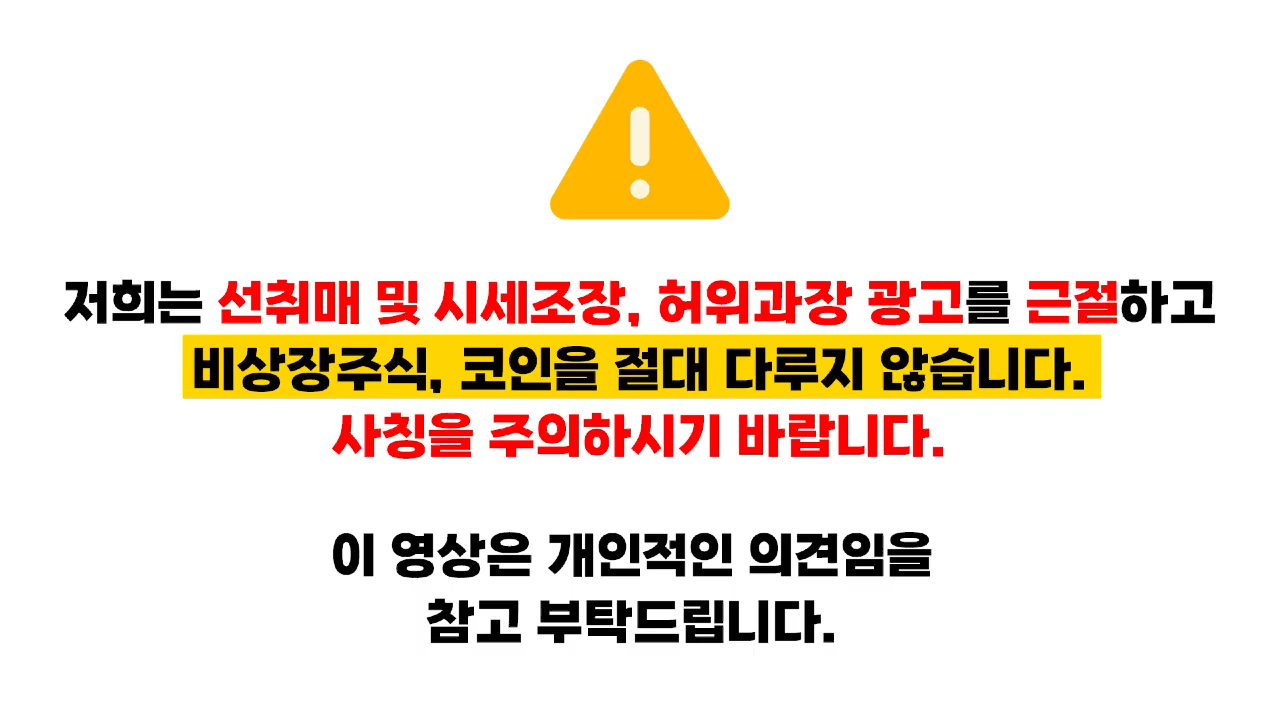 저희는 선취매 및 시세조장, 허위과장 광고를 근절하고
비상장주식, 코인을 절대 다루지 않습니다.
사칭을 주의하시기 바랍니다.
이 영상은 개인적인 의견임을
참고 부탁드립니다.